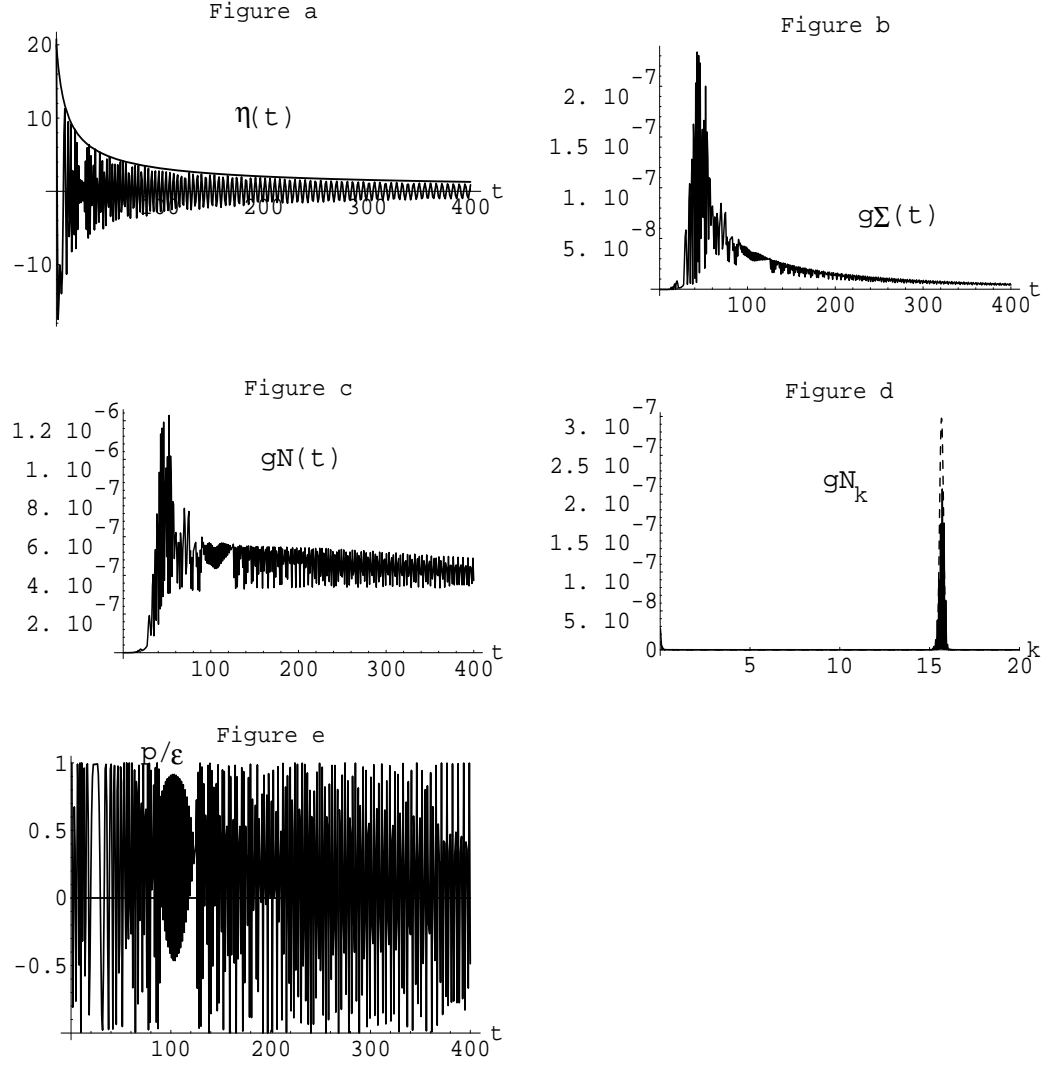 Figure a
20
10
-10
η(t)
100 200 300 400 t
Figure b
2. 10^-7
1.5 10^-7
1. 10^-7
5. 10^-8
gΣ(t)
100 200 300 400 t
Figure c
1.2 10^-6
1. 10^-6
8. 10^-7
6. 10^-7
4. 10^-7
2. 10^-7
gN(t)
100 200 300 400 t
Figure d
3. 10^-7
2.5 10^-7
2. 10^-7
1.5 10^-7
1. 10^-7
5. 10^-8
0
gN_k
5 10 15 20 k
Figure e
p/ε
1
0.5
0
-0.5
100 200 300 400 t